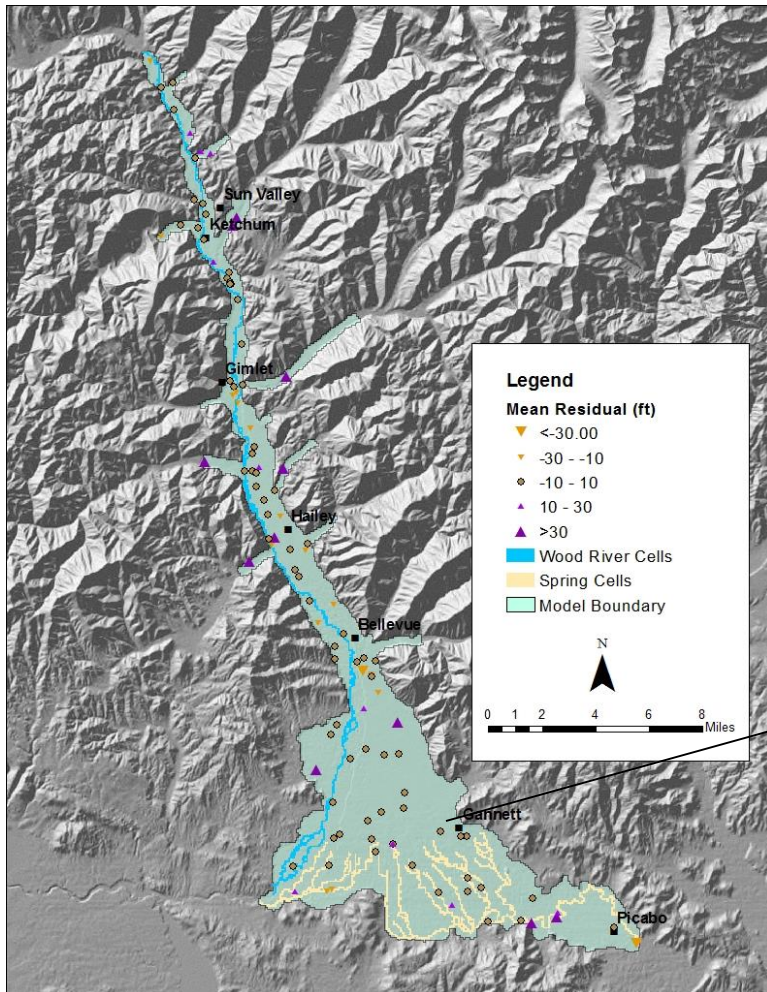 Sun Valley
Ketchum
Gimlet
Hailey
Bellevue
Gannett
Picabo
Legend
Mean Residual (ft)
<-30.00
-30 - -10
-10 - 10
10 - 30
>30
Wood River Cells
Spring Cells
Model Boundary
N
0 1 2 4 6 8
Miles